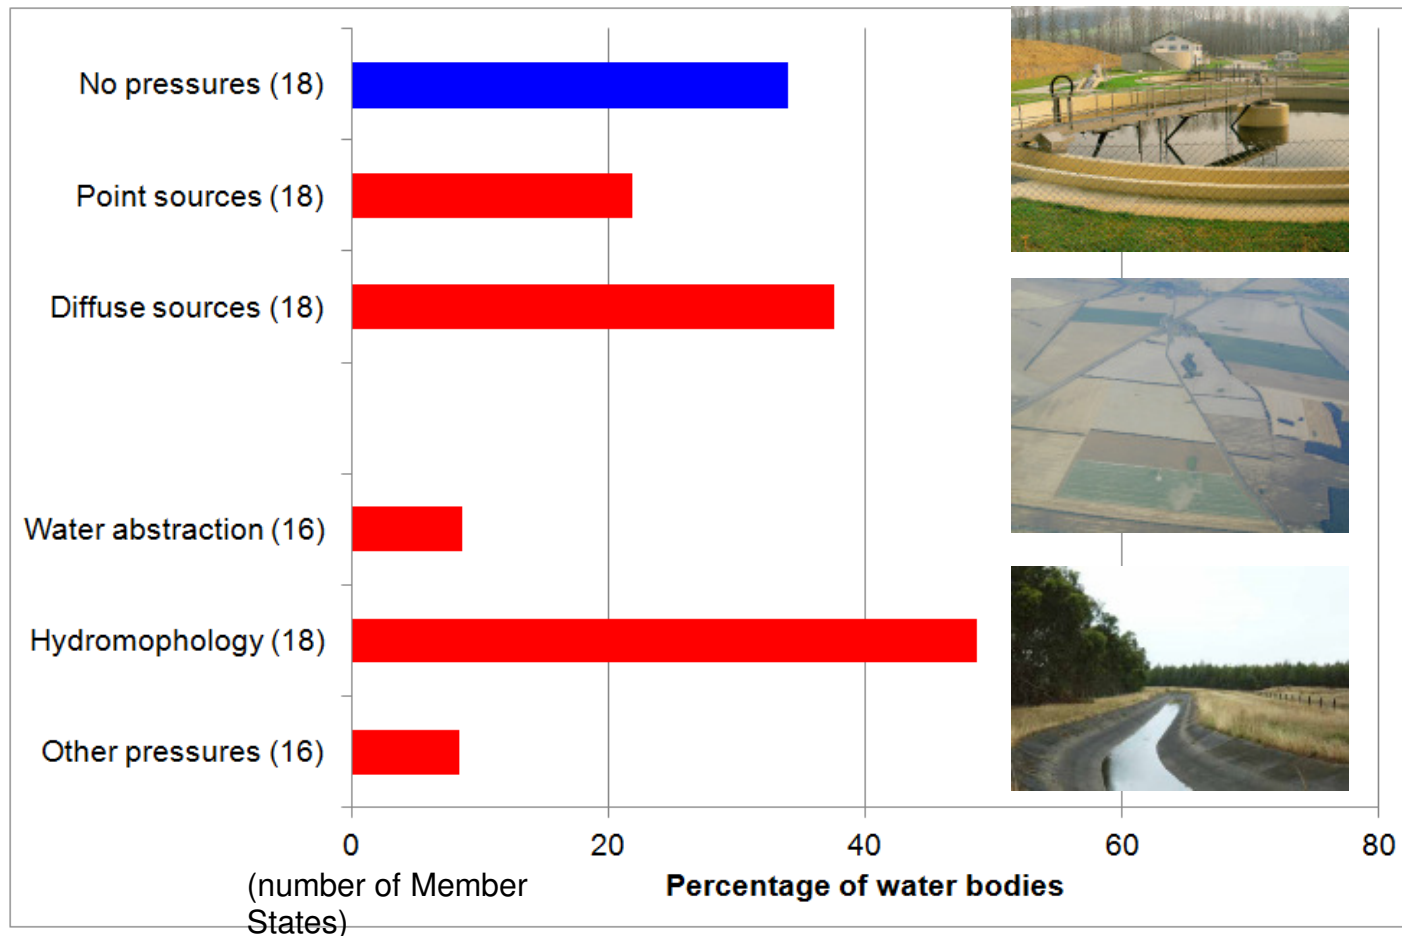 No pressures (18)
Point sources (18)
Diffuse sources (18)
Water abstraction (16)
Hydromophology (18)
Other pressures (16)
0 20 40 60 80
(number of Member
States)
Percentage of water bodies